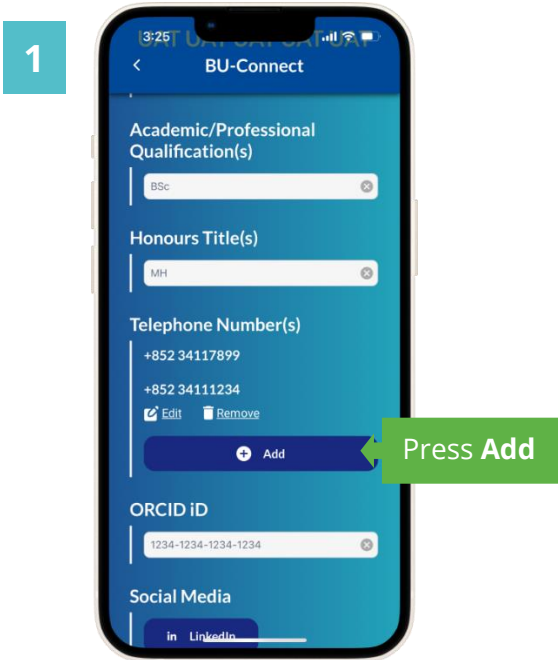 1
3:25
UAT UAT UAT UAT UAT
BU-Connect
Academic/Professional
Qualification(s)
BSc
Honours Title(s)
MH
Telephone Number(s)
+852 34117899
+852 34111234
Edit Remove
Add
Press Add
ORCID iD
1234-1234-1234-1234
Social Media
in LinkedIn